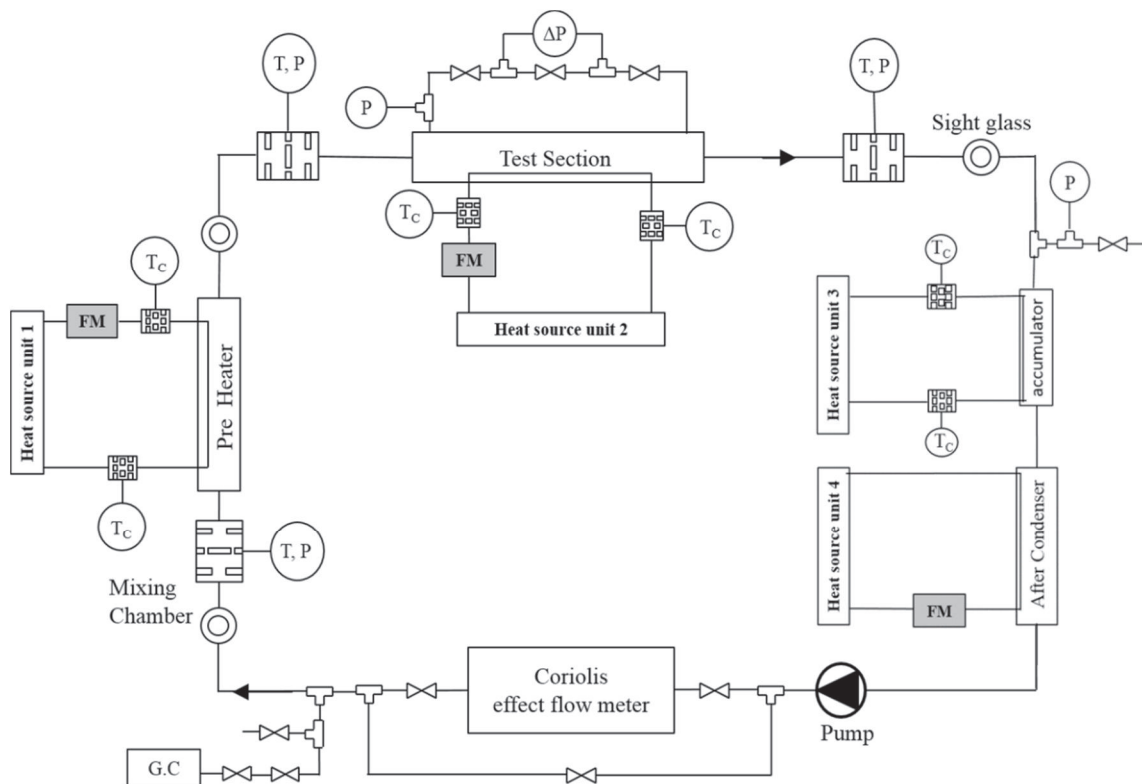 ΔP
T, P
T, P
P
Sight glass
Test Section
P
T_C
T_C
T_C
T_C
FM
FM
Heat source unit 1
Pre Heater
Heat source unit 2
Heat source unit 3
accumulator
T_C
T_C
Heat source unit 4
After Condenser
T, P
Mixing
Chamber
FM
Coriolis
effect flow meter
Pump
G.C